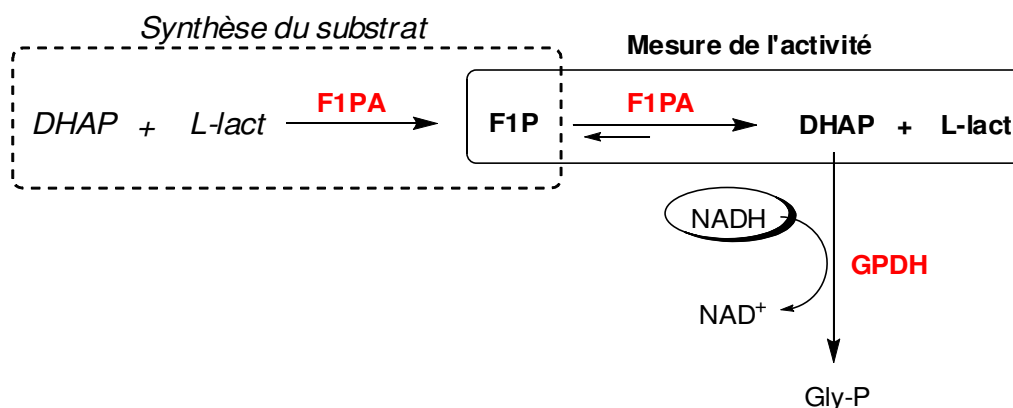 Synthèse du substrat
Mesure de l'activité
DHAP + L-lact F1PA F1P F1PA DHAP + L-lact
NADH
GPDH
NAD+
Gly-P